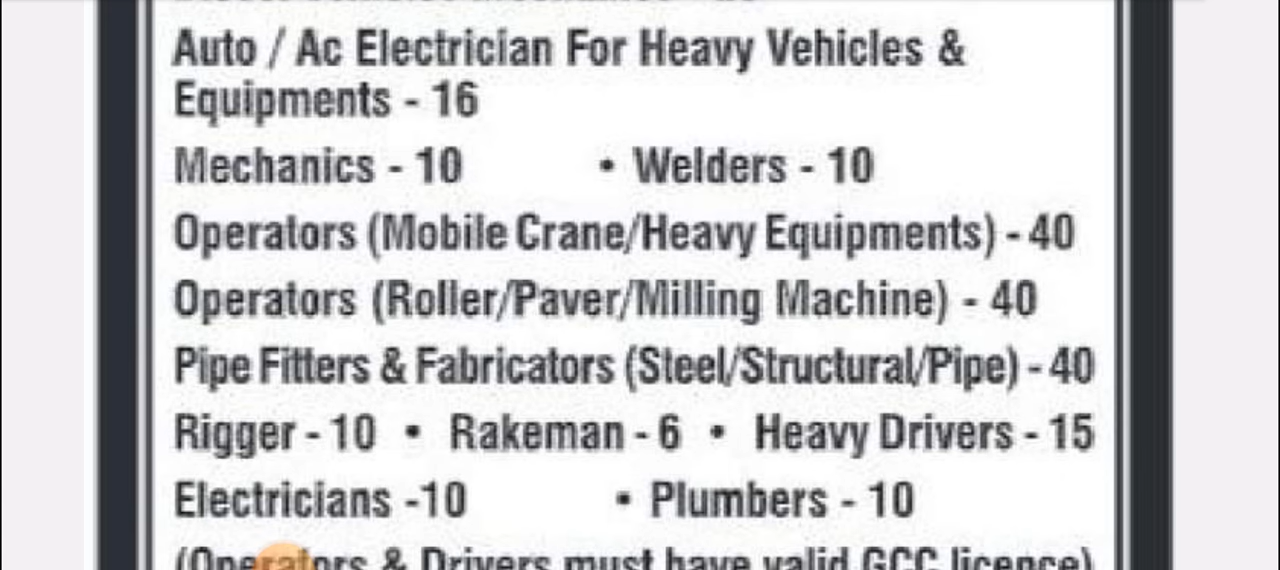 Auto / Ac Electrician For Heavy Vehicles &
Equipments - 16
Mechanics - 10 • Welders - 10
Operators (Mobile Crane/Heavy Equipments) - 40
Operators (Roller/Paver/Milling Machine) - 40
Pipe Fitters & Fabricators (Steel/Structural/Pipe) - 40
Rigger - 10 • Rakeman - 6 • Heavy Drivers - 15
Electricians -10 • Plumbers - 10
(Operators & Drivers must have valid GCC licence)